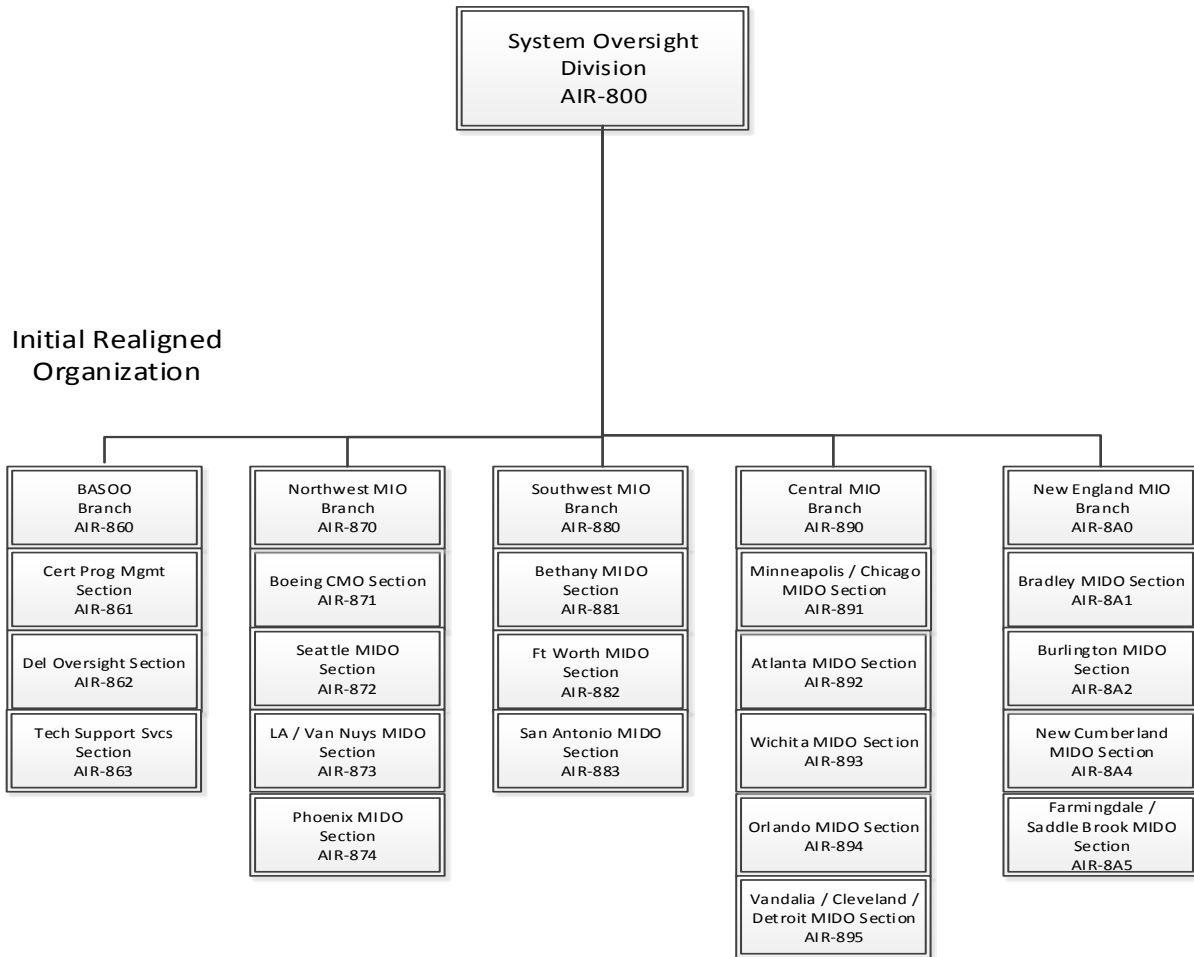 System Oversight
Division
AIR-800
Initial Realigned
Organization
BASOO
Branch
AIR-860
Cert Prog Mgmt
Section
AIR-861
Del Oversight Section
AIR-862
Tech Support Svcs
Section
AIR-863
Northwest MIO
Branch
AIR-870
Boeing CMO Section
AIR-871
Seattle MIDO
Section
AIR-872
LA / Van Nuys MIDO
Section
AIR-873
Phoenix MIDO
Section
AIR-874
Southwest MIO
Branch
AIR-880
Bethany MIDO
Section
AIR-881
Ft Worth MIDO
Section
AIR-882
San Antonio MIDO
Section
AIR-883
Central MIO
Branch
AIR-890
Minneapolis / Chicago
MIDO Section
AIR-891
Atlanta MIDO Section
AIR-892
Wichita MIDO Section
AIR-893
Orlando MIDO Section
AIR-894
Vandalia / Cleveland /
Detroit MIDO Section
AIR-895
New England MIO
Branch
AIR-8A0
Bradley MIDO Section
AIR-8A1
Burlington MIDO
Section
AIR-8A2
New Cumberland
MIDO Section
AIR-8A4
Farmingdale /
Saddle Brook MIDO
Section
AIR-8A5